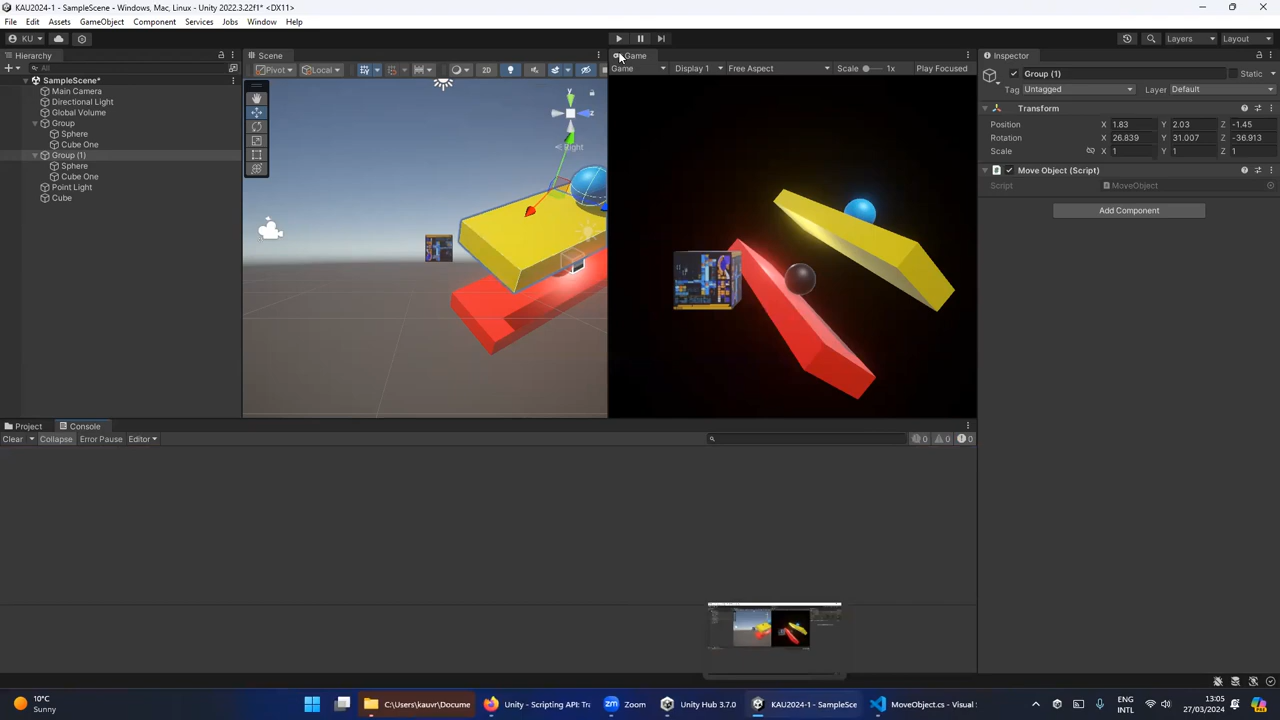 KAU2024-1 - SampleScene - Windows, Mac, Linux - Unity 2022.3.22f1* <DX11>
File Edit Assets GameObject Component Services Jobs Window Help
KU Layers Layout
Hierarchy Scene Game Inspector
All
Pivot Local 2D
Game Display 1 Free Aspect Scale 1x Play Focused
Group (1) Static
Tag Untagged Layer Default
SampleScene*
Main Camera
Directional Light
Global Volume
Group
Sphere
Cube One
Group (1)
Sphere
Cube One
Point Light
Cube
y
z
Right
Transform
Position X 1.83 Y 2.03 Z -1.45
Rotation X 26.839 Y 31.007 Z -36.913
Scale X 1 Y 1 Z 1
Move Object (Script)
Script MoveObject
Add Component
Project Console
Clear Collapse Error Pause Editor 0 0 0
10°C
Sunny
C:\Users\kauvr\Docume
Unity - Scripting API: Tra
Zoom
Unity Hub 3.7.0
KAU2024-1 - SampleSce
MoveObject.cs - Visual
ENG
INTL
13:05
27/03/2024